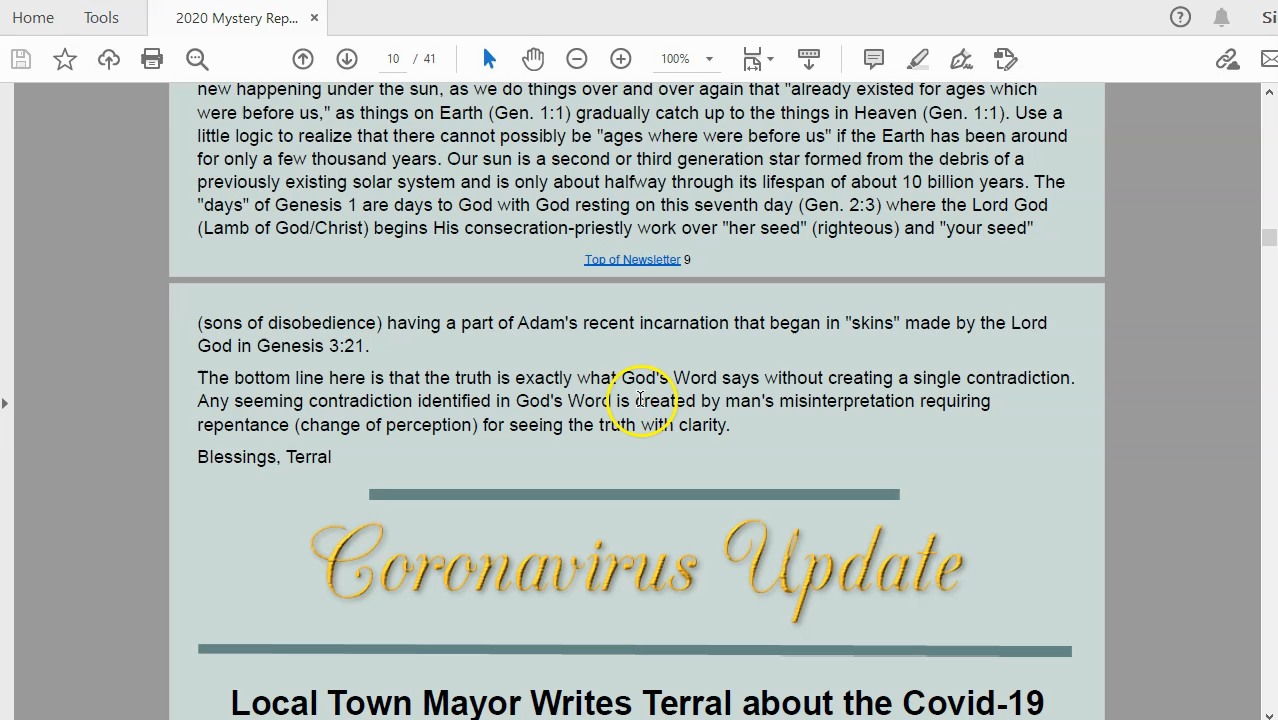 Home
Tools
2020 Mystery Rep...
×
?
Si
10 / 41
100%
new happening under the sun, as we do things over and over again that "already existed for ages which
were before us," as things on Earth (Gen. 1:1) gradually catch up to the things in Heaven (Gen. 1:1). Use a
little logic to realize that there cannot possibly be "ages where were before us" if the Earth has been around
for only a few thousand years. Our sun is a second or third generation star formed from the debris of a
previously existing solar system and is only about halfway through its lifespan of about 10 billion years. The
"days" of Genesis 1 are days to God with God resting on this seventh day (Gen. 2:3) where the Lord God
(Lamb of God/Christ) begins His consecration-priestly work over "her seed" (righteous) and "your seed"
Top of Newsletter 9
(sons of disobedience) having a part of Adam's recent incarnation that began in "skins" made by the Lord
God in Genesis 3:21.
The bottom line here is that the truth is exactly what God's Word says without creating a single contradiction.
Any seeming contradiction identified in God's Word is created by man's misinterpretation requiring
repentance (change of perception) for seeing the truth with clarity.
Blessings, Terral
Coronavirus Update
Local Town Mayor Writes Terral about the Covid-19